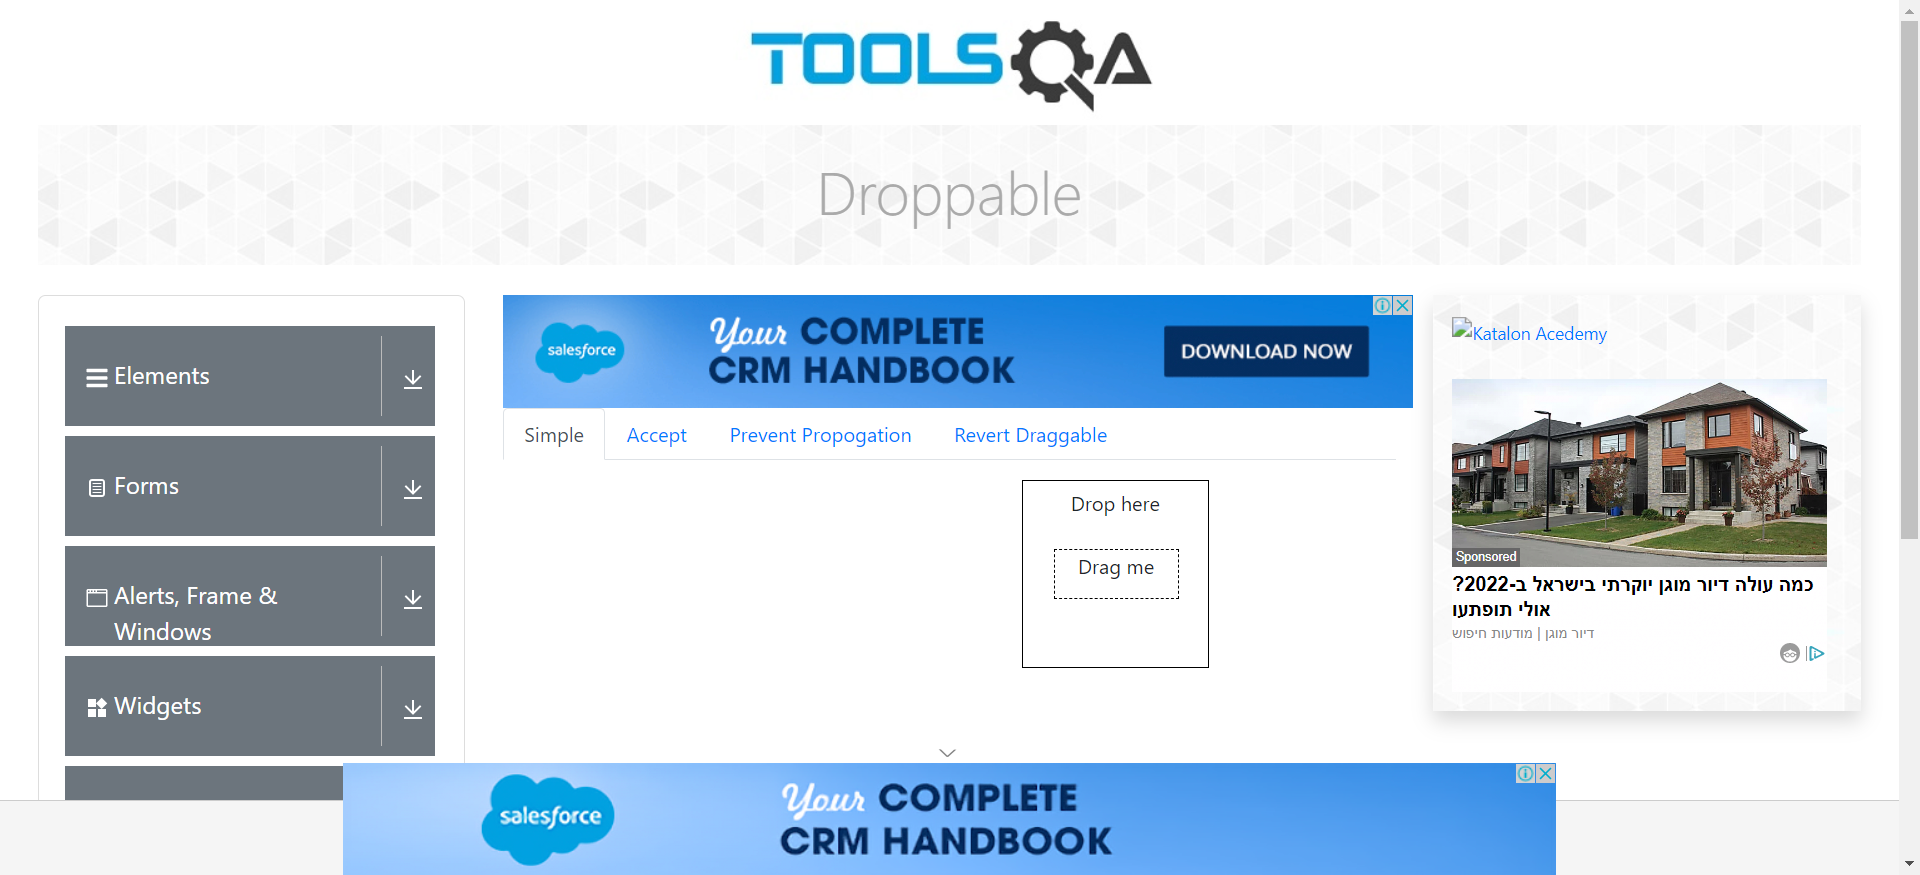 TOOLSQA
Droppable
Elements
Forms
Alerts, Frame &
Windows
Widgets
salesforce
Your COMPLETE
CRM HANDBOOK
DOWNLOAD NOW
Simple
Accept
Prevent Propogation
Revert Draggable
Drop here
Drag me
Katalon Acedemy
Sponsored
כמה עולה דיור מוגן יוקרתי בישראל ב-2022?
אולי תופתעו
דיור מוגן | מודעות חיפוש
salesforce
Your COMPLETE
CRM HANDBOOK